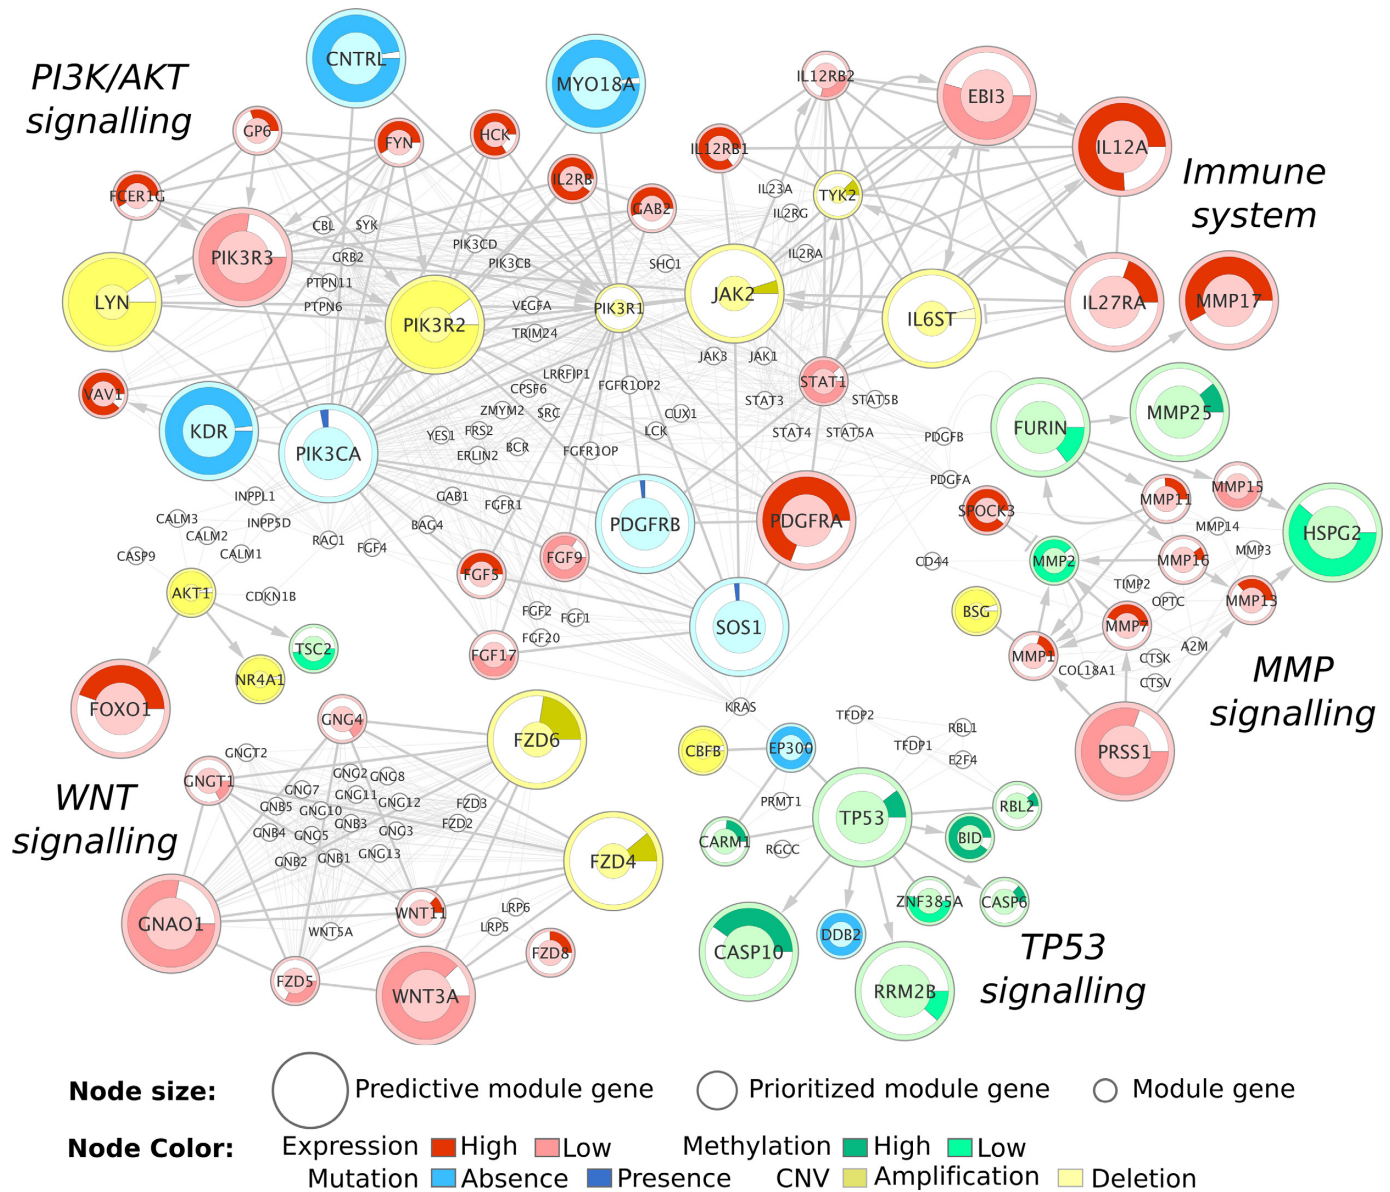 PI3K/AKT
signalling
CNTRL
MYO18A
GP6
FYN
HCK
IL2RB
GAB2
FCER1G
PIK3R3
CBL
SYK
GRB2
PTPN11
PTPN6
PIK3CD
PIK3CB
SHC1
LYN
PIK3R2
VEGFA
TRIM24
PIK3R1
JAK2
IL12RB2
EBI3
IL12RB1
IL12A
IL23A
TYK2
IL2RG
IL2RA
Immune
system
IL6ST
IL27RA
MMP17
JAK3
JAK1
STAT1
STAT3
STAT5B
STAT4
STAT5A
VAV1
KDR
PIK3CA
LRRFIP1
CPSF6
FGFR1OP2
ZMYM2
SRC
CUX1
YES1
FRS2
LCK
ERLIN2
BCR
FGFR1OP
PDGFB
PDGFA
FURIN
MMP25
INPPL1
CALM3
INPP5D
CALM2
CALM1
CASP9
RAC1
FGF4
GAB1
FGFR1
BAG4
PDGFRB
PDGFRA
SPOCK3
MMP11
MMP15
MMP14
HSPG2
CD44
MMP2
MMP16
MMP3
TIMP2
OPTC
MMP13
AKT1
CDKN1B
FGF5
FGF9
FGF2
FGF1
FGF20
SOS1
BSG
MMP7
MMP1
A2M
CTSK
COL18A1
CTSV
TSC2
NR4A1
FGF17
FOXO1
MMP
signalling
PRSS1
GNG4
FZD6
KRAS
CBFB
EP300
TFDP2
RBL1
TFDP1
E2F4
GNGT2
GNGT1
GNG2
GNG8
GNG7
GNG11
GNG12
GNB5
GNG10
FZD3
GNB4
GNG5
GNB3
GNG3
FZD2
GNB2
GNB1
GNG13
WNT
signalling
FZD4
PRMT1
TP53
RBL2
CARM1
RGCC
BID
GNAO1
WNT11
LRP6
LRP5
WNT5A
FZD8
FZD5
WNT3A
CASP10
DDB2
ZNF385A
CASP6
RRM2B
TP53
signalling
Node size:
Predictive module gene
Prioritized module gene
Module gene
Node Color:
Expression High Low Methylation High Low
Mutation Absence Presence CNV Amplification Deletion